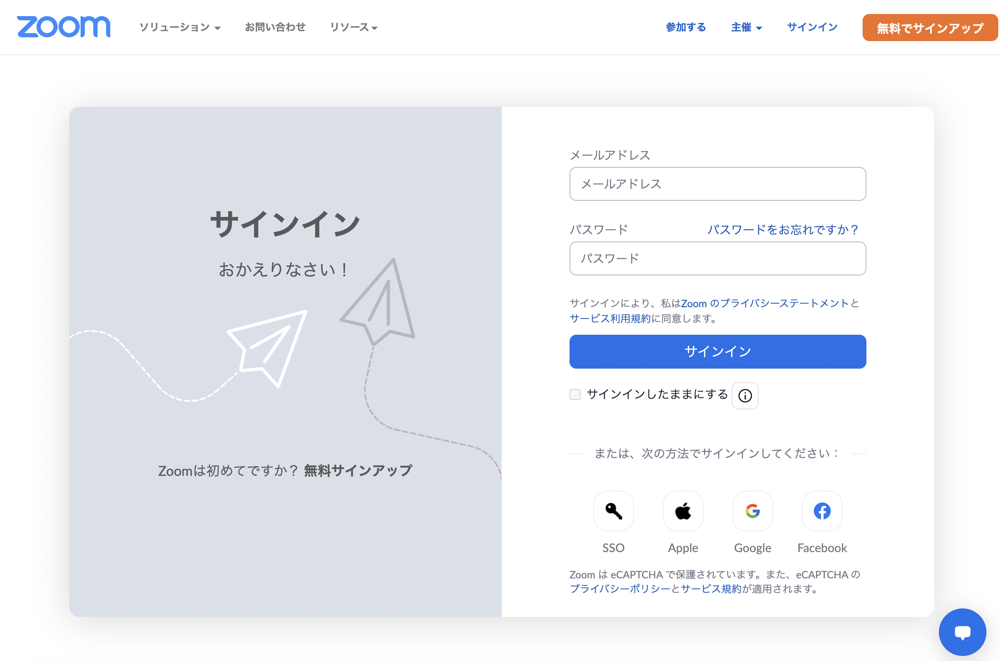 zoom ソリューション お問い合わせ リソース 参加する 主催 サインイン 無料でサインアップ
サインイン
おかえりなさい！
Zoomは初めてですか？ 無料サインアップ
メールアドレス
メールアドレス
パスワード パスワードをお忘れですか？
パスワード
サインインにより、私はZoom のプライバシーステートメントと
サービス利用規約に同意します。
サインイン
サインインしたままにする
または、次の方法でサインインしてください：
SSO Apple Google Facebook
Zoom は eCAPTCHA で保護されています。また、eCAPTCHA の
プライバシーポリシーとサービス規約が適用されます。